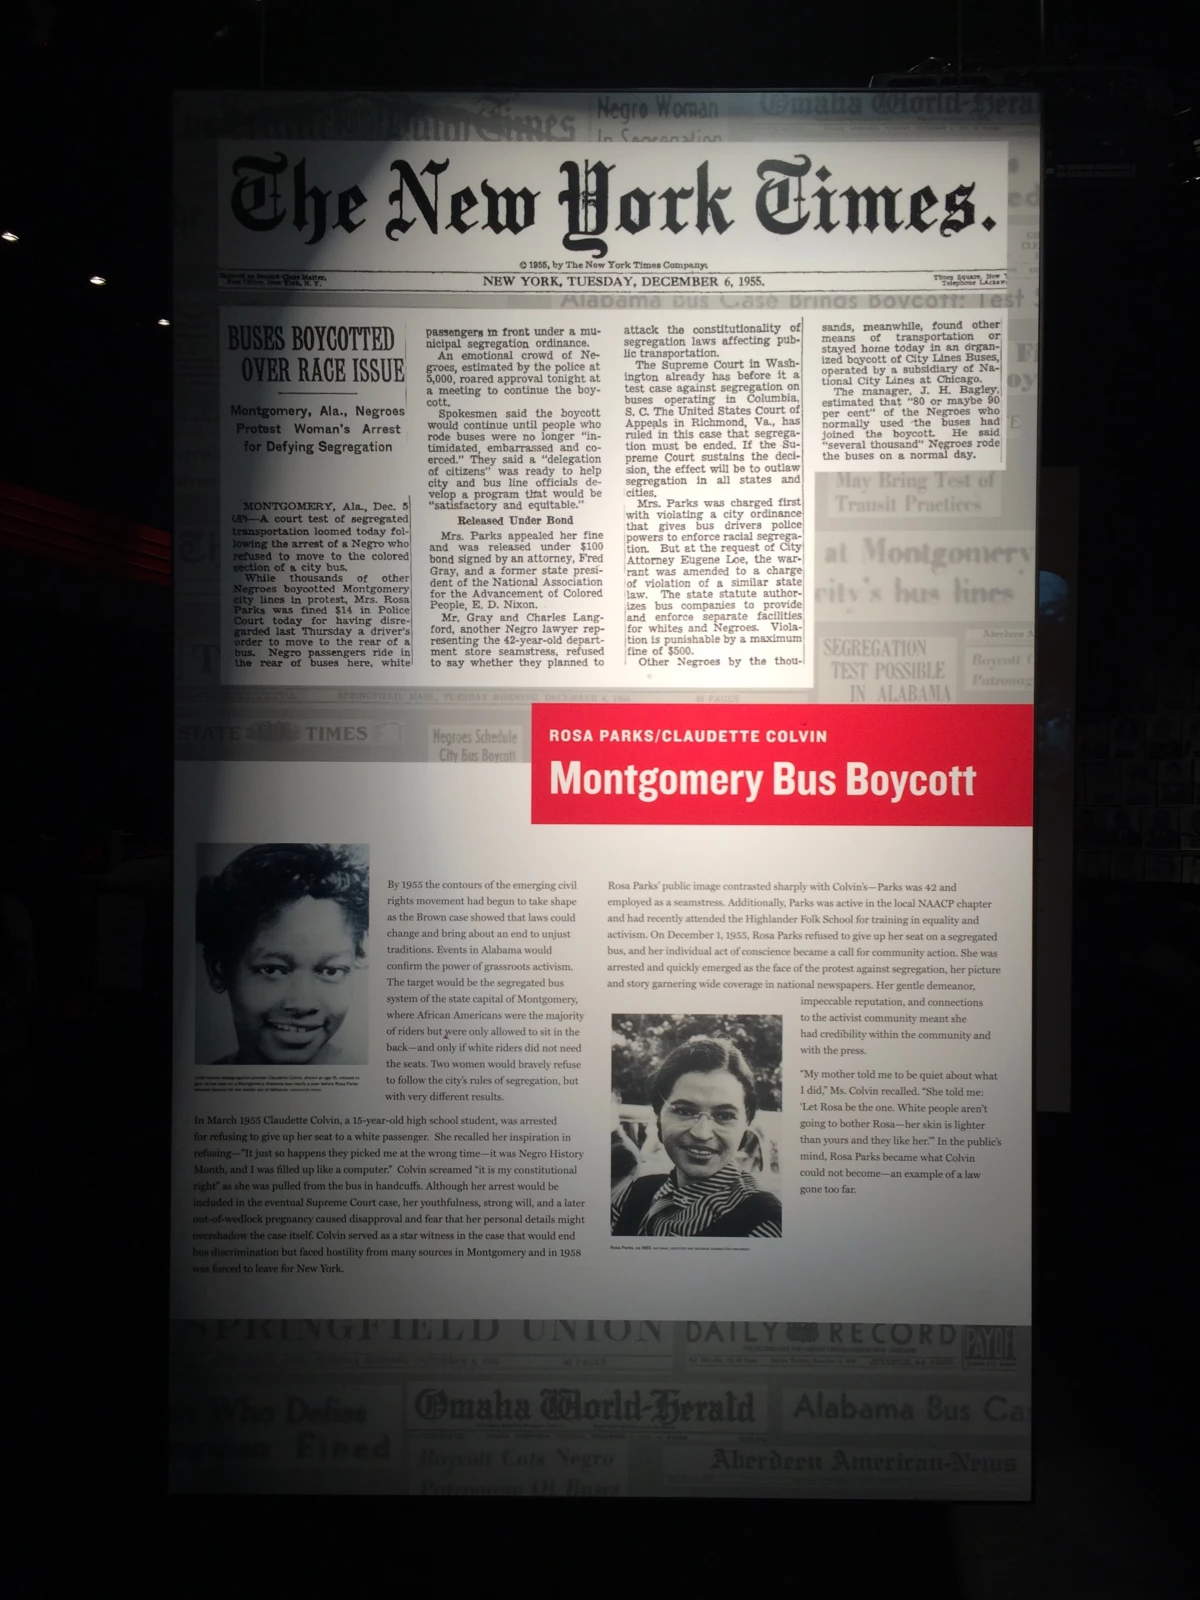 Negro Woman
In Segregation
Omaha World-Hera
The New York Times.
© 1955, by The New York Times Company.
NEW YORK, TUESDAY, DECEMBER 6, 1955.
Times Square, New
Telephone LAcka
Alabama Bus Case Brings Boycott: Test
BUSES BOYCOTTED
OVER RACE ISSUE
Montgomery, Ala., Negroes
Protest Woman's Arrest
for Defying Segregation
MONTGOMERY, Ala., Dec. 5
(AP)—A court test of segregated
transportation loomed today fol-
lowing the arrest of a Negro who
refused to move to the colored
section of a city bus.
While thousands of other
Negroes boycotted Montgomery
city lines in protest, Mrs. Rosa
Parks was fined $14 in Police
Court today for having disre-
garded last Thursday a driver's
order to move to the rear of a
bus. Negro passengers ride in
the rear of buses here, white
passengers in front under a mu-
nicipal segregation ordinance.
An emotional crowd of Ne-
groes, estimated by the police at
5,000, roared approval tonight at
a meeting to continue the boy-
cott.
Spokesmen said the boycott
would continue until people who
rode buses were no longer "in-
timidated, embarrassed and co-
erced." They said a "delegation
of citizens" was ready to help
city and bus line officials de-
velop a program that would be
"satisfactory and equitable."
Released Under Bond
Mrs. Parks appealed her fine
and was released under $100
bond signed by an attorney, Fred
Gray, and a former state presi-
dent of the National Association
for the Advancement of Colored
People, E. D. Nixon.
Mr. Gray and Charles Lang-
ford, another Negro lawyer rep-
resenting the 42-year-old depart-
ment store seamstress, refused
to say whether they planned to
attack the constitutionality of
segregation laws affecting pub-
lic transportation.
The Supreme Court in Wash-
ington already has before it a
test case against segregation on
buses operating in Columbia,
S. C. The United States Court of
Appeals in Richmond, Va., has
ruled in this case that segrega-
tion must be ended. If the Su-
preme Court sustains the deci-
sion, the effect will be to outlaw
segregation in all states and
cities.
Mrs. Parks was charged first
with violating a city ordinance
that gives bus drivers police
powers to enforce racial segrega-
tion. But at the request of City
Attorney Eugene Loe, the war-
rant was amended to a charge
of violation of a similar state
law. The state statute author-
izes bus companies to provide
and enforce separate facilities
for whites and Negroes. Viola-
tion is punishable by a maximum
fine of $500.
Other Negroes by the thou-
sands, meanwhile, found other
means of transportation or
stayed home today in an organ-
ized boycott of City Lines Buses,
operated by a subsidiary of Na-
tional City Lines at Chicago.
The manager, J. H. Bagley,
estimated that "80 or maybe 90
per cent" of the Negroes who
normally used the buses had
joined the boycott. He said
"several thousand" Negroes rode
the buses on a normal day.
May Bring Test of
Transit Practices
at Montgomery
city's bus lines
SEGREGATION
TEST POSSIBLE
IN ALABAMA
Boycott
Patronag
STATE TIMES
Negroes Schedule
City Bus Boycott
ROSA PARKS/CLAUDETTE COLVIN
Montgomery Bus Boycott
By 1955 the contours of the emerging civil
rights movement had begun to take shape
as the Brown case showed that laws could
change and bring about an end to unjust
traditions. Events in Alabama would
confirm the power of grassroots activism.
The target would be the segregated bus
system of the state capital of Montgomery,
where African Americans were the majority
of riders but were only allowed to sit in the
back—and only if white riders did not need
the seats. Two women would bravely refuse
to follow the city's rules of segregation, but
with very different results.
In March 1955 Claudette Colvin, a 15-year-old high school student, was arrested
for refusing to give up her seat to a white passenger. She recalled her inspiration in
refusing—"It just so happens they picked me at the wrong time—it was Negro History
Month, and I was filled up like a computer." Colvin screamed "it is my constitutional
right" as she was pulled from the bus in handcuffs. Although her arrest would be
included in the eventual Supreme Court case, her youthfulness, strong will, and a later
out-of-wedlock pregnancy caused disapproval and fear that her personal details might
overshadow the case itself. Colvin served as a star witness in the case that would end
bus discrimination but faced hostility from many sources in Montgomery and in 1958
was forced to leave for New York.
Rosa Parks' public image contrasted sharply with Colvin's—Parks was 42 and
employed as a seamstress. Additionally, Parks was active in the local NAACP chapter
and had recently attended the Highlander Folk School for training in equality and
activism. On December 1, 1955, Rosa Parks refused to give up her seat on a segregated
bus, and her individual act of conscience became a call for community action. She was
arrested and quickly emerged as the face of the protest against segregation, her picture
and story garnering wide coverage in national newspapers. Her gentle demeanor,
impeccable reputation, and connections
to the activist community meant she
had credibility within the community and
with the press.
"My mother told me to be quiet about what
I did," Ms. Colvin recalled. "She told me:
'Let Rosa be the one. White people aren't
going to bother Rosa—her skin is lighter
than yours and they like her.'" In the public's
mind, Rosa Parks became what Colvin
could not become—an example of a law
gone too far.
SPRINGFIELD UNION
DAILY RECORD
Who Defies
Fired
Omaha World-Herald
Alabama Bus Cas
Boycott Cuts Negro
Patronage Of Buses
Aberdeen American-News